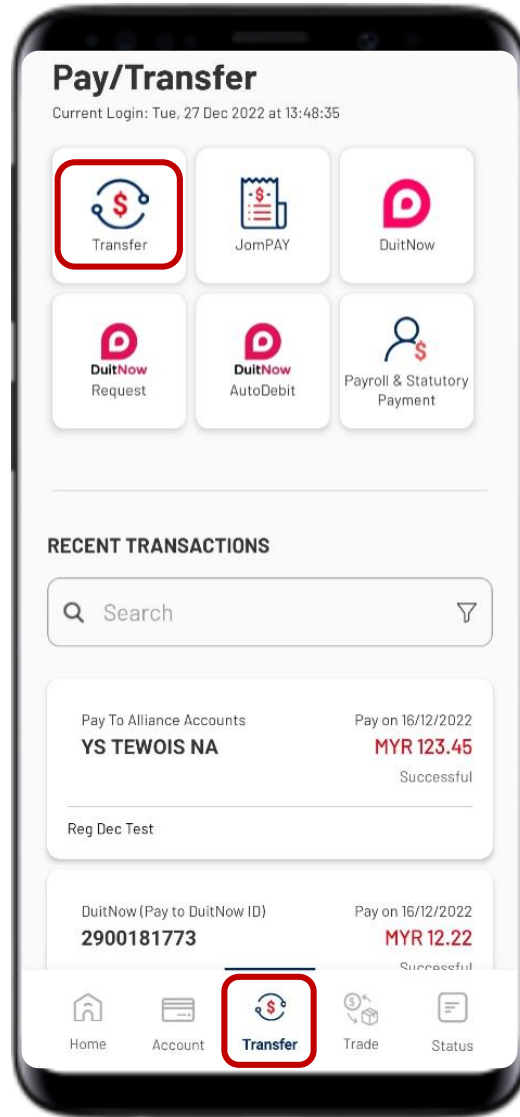 Pay/Transfer
Current Login: Tue, 27 Dec 2022 at 13:48:35
Transfer
JomPAY
DuitNow
DuitNow
Request
DuitNow
AutoDebit
Payroll & Statutory
Payment
RECENT TRANSACTIONS
Search
Pay To Alliance Accounts
Pay on 16/12/2022
YS TEWOIS NA
MYR 123.45
Successful
Reg Dec Test
DuitNow (Pay to DuitNow ID)
Pay on 16/12/2022
2900181773
MYR 12.22
Successful
Home
Account
Transfer
Trade
Status